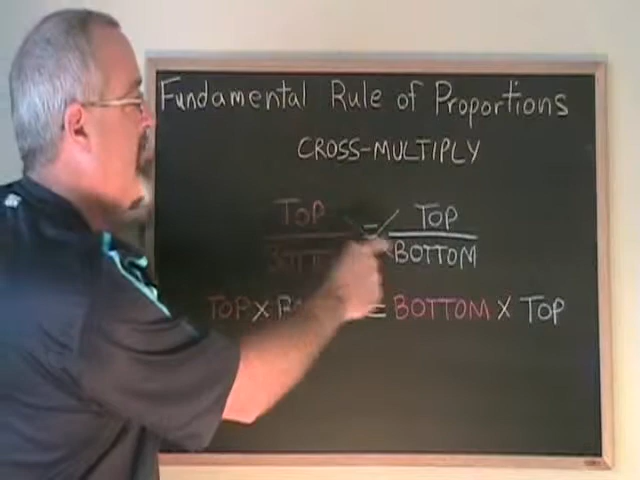 Fundamental Rule of Proportions
CROSS-MULTIPLY
TOP = TOP
BOTTOM
TOP x = BOTTOM x TOP